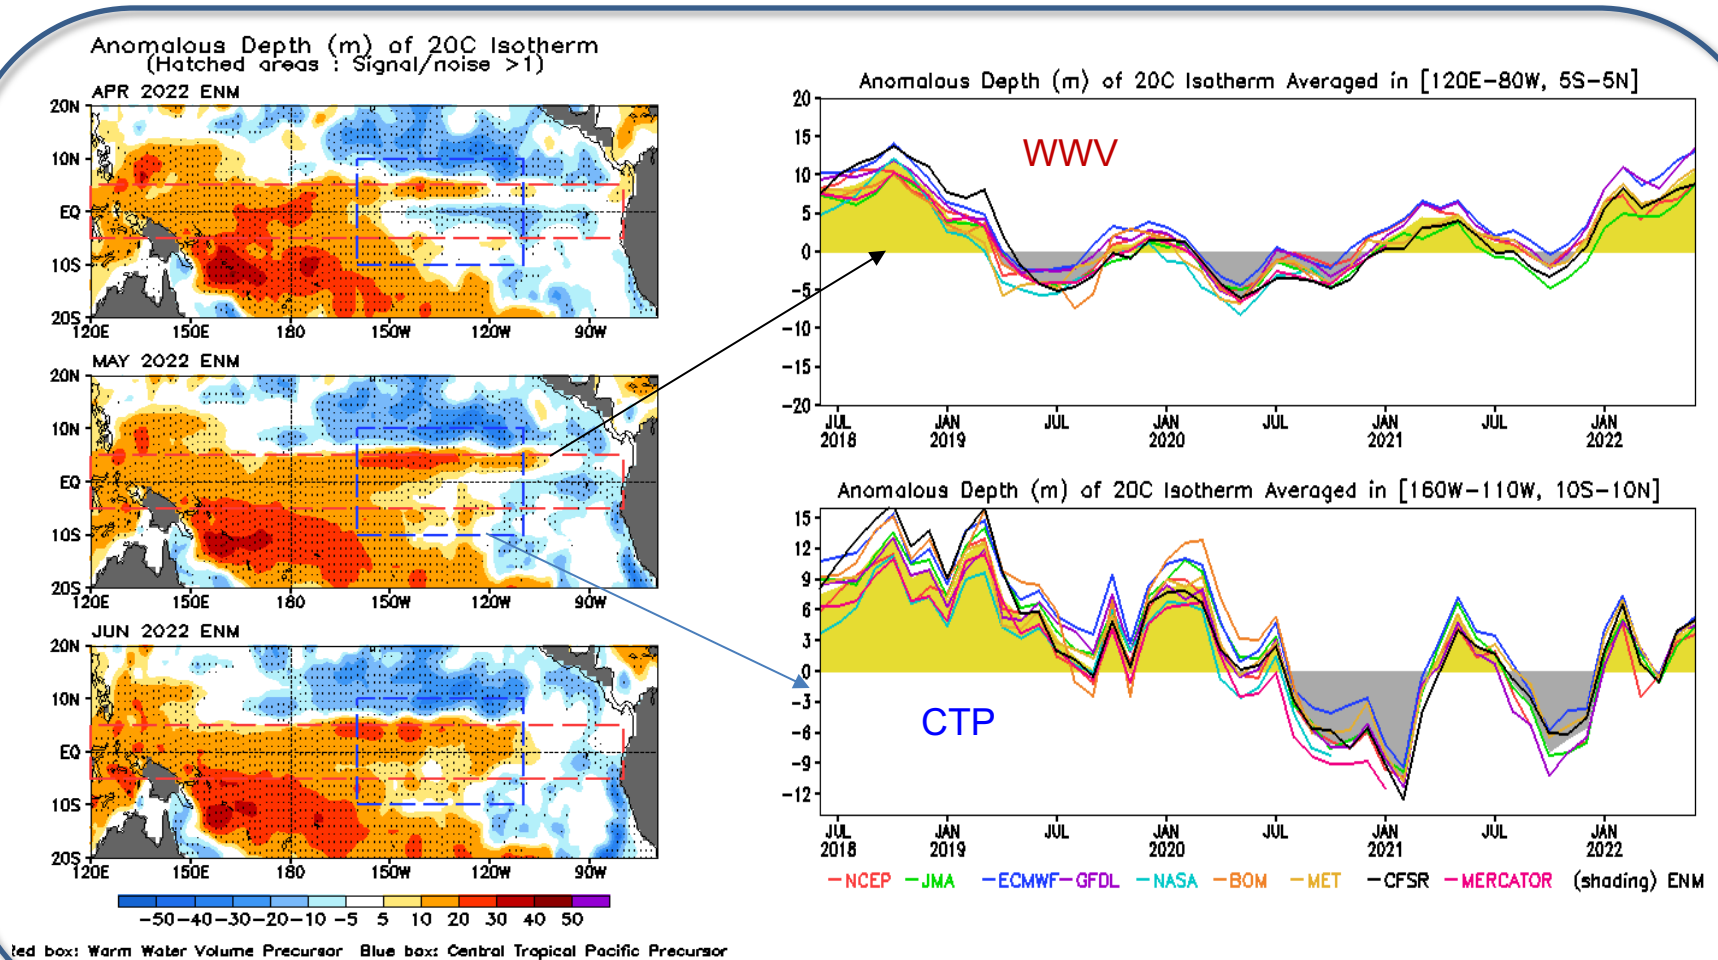 Anomalous Depth (m) of 20C Isotherm
(Hatched areas : Signal/noise >1)
APR 2022 ENM
20N
10N
EQ
10S
20S
120E 150E 180 150W 120W 90W
MAY 2022 ENM
20N
10N
EQ
10S
20S
120E 150E 180 150W 120W 90W
JUN 2022 ENM
20N
10N
EQ
10S
20S
120E 150E 180 150W 120W 90W
-50 -40 -30 -20 -10 -5 5 10 20 30 40 50
Red box: Warm Water Volume Precursor Blue box: Central Tropical Pacific Precursor
Anomalous Depth (m) of 20C Isotherm Averaged in [120E-80W, 5S-5N]
WWV
20
15
10
5
0
-5
-10
-15
-20
JUL JAN JUL JAN JUL JAN JUL JAN
2018 2019 2020 2021 2022
Anomalous Depth (m) of 20C Isotherm Averaged in [160W-110W, 10S-10N]
15
12
9
6
3
0
-3
CTP
-6
-9
-12
JUL JAN JUL JAN JUL JAN JUL JAN
2018 2019 2020 2021 2022
NCEP JMA ECMWF GFDL NASA BOM MET CFSR MERCATOR (shading) ENM